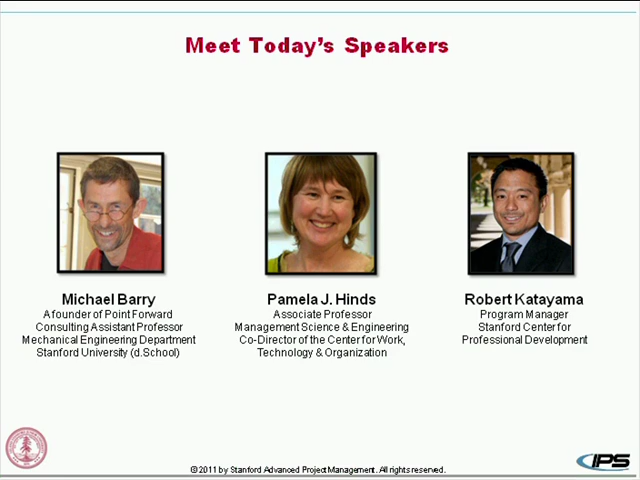 Meet Today's Speakers
Michael Barry
A founder of Point Forward
Consulting Assistant Professor
Mechanical Engineering Department
Stanford University (d.School)
Pamela J. Hinds
Associate Professor
Management Science & Engineering
Co-Director of the Center for Work,
Technology & Organization
Robert Katayama
Program Manager
Stanford Center for
Professional Development
© 2011 by Stanford Advanced Project Management. All rights reserved.
IPS